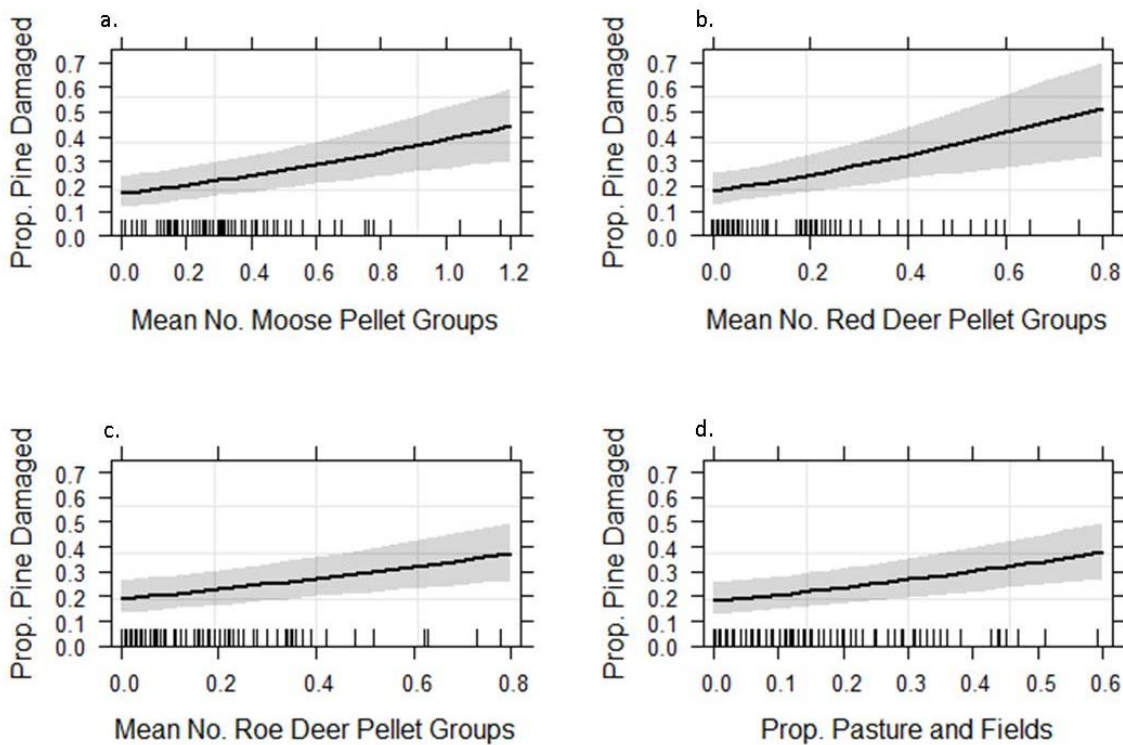 a.
Prop. Pine Damaged
0.7
0.6
0.5
0.4
0.3
0.2
0.1
0.0
0.0 0.2 0.4 0.6 0.8 1.0 1.2
Mean No. Moose Pellet Groups
b.
Prop. Pine Damaged
0.7
0.6
0.5
0.4
0.3
0.2
0.1
0.0
0.0 0.2 0.4 0.6 0.8
Mean No. Red Deer Pellet Groups
c.
Prop. Pine Damaged
0.7
0.6
0.5
0.4
0.3
0.2
0.1
0.0
0.0 0.2 0.4 0.6 0.8
Mean No. Roe Deer Pellet Groups
d.
Prop. Pine Damaged
0.7
0.6
0.5
0.4
0.3
0.2
0.1
0.0
0.0 0.1 0.2 0.3 0.4 0.5 0.6
Prop. Pasture and Fields